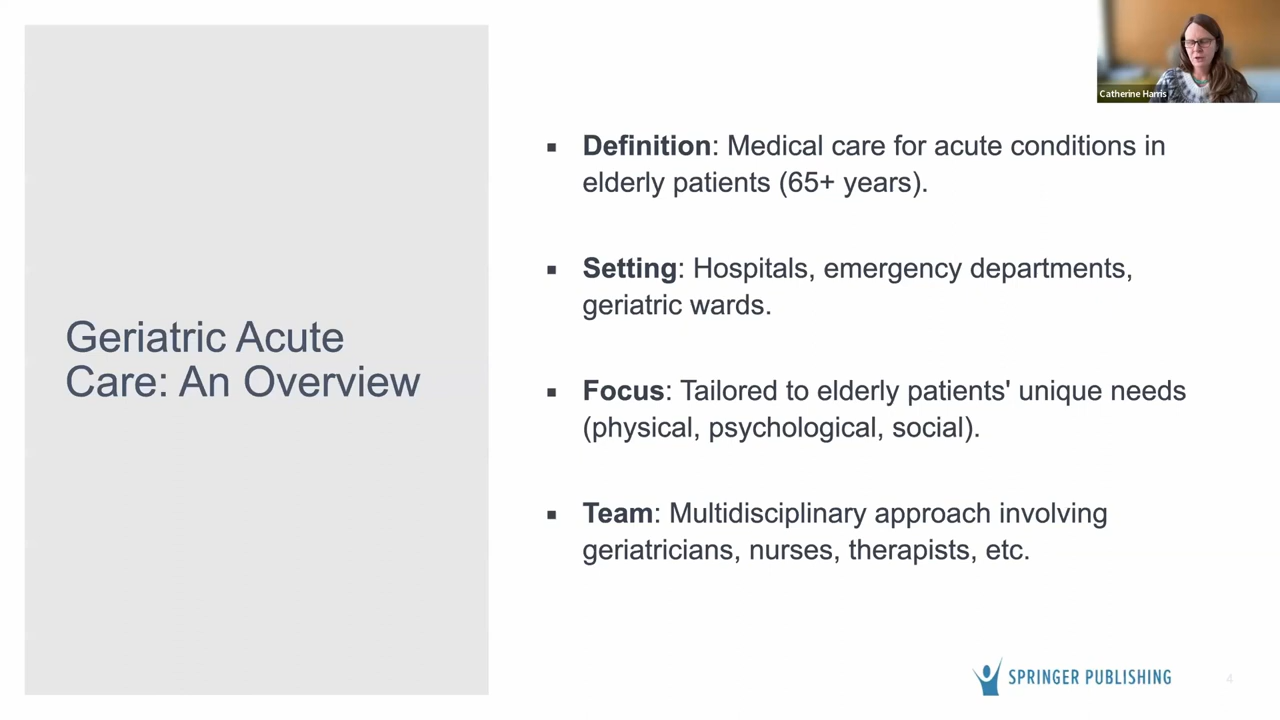 Catherine Harris
Geriatric Acute
Care: An Overview
▪ Definition: Medical care for acute conditions in
elderly patients (65+ years).
▪ Setting: Hospitals, emergency departments,
geriatric wards.
▪ Focus: Tailored to elderly patients' unique needs
(physical, psychological, social).
▪ Team: Multidisciplinary approach involving
geriatricians, nurses, therapists, etc.
SPRINGER PUBLISHING
4